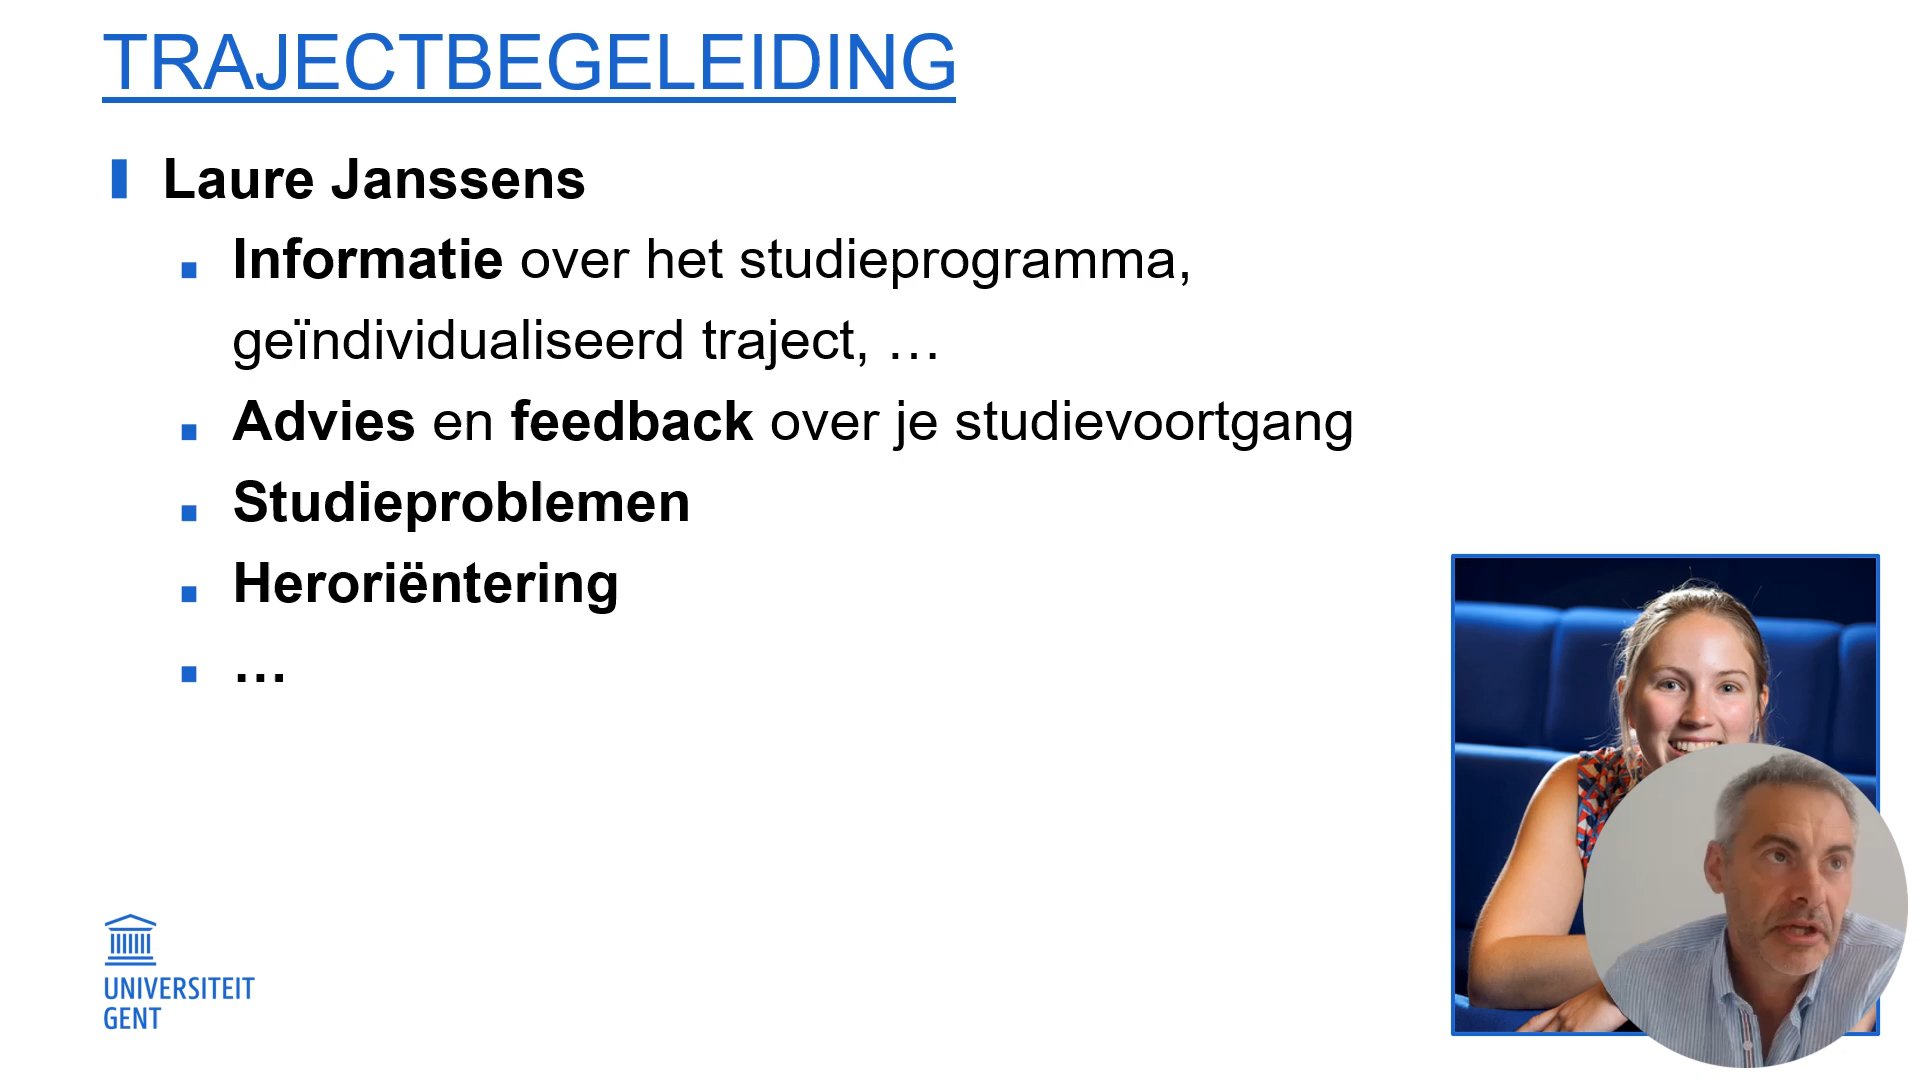 TRAJECTBEGELEIDING
Laure Janssens
Informatie over het studieprogramma,
geïndividualiseerd traject, …
Advies en feedback over je studievoortgang
Studieproblemen
Heroriëntering
…
UNIVERSITEIT
GENT